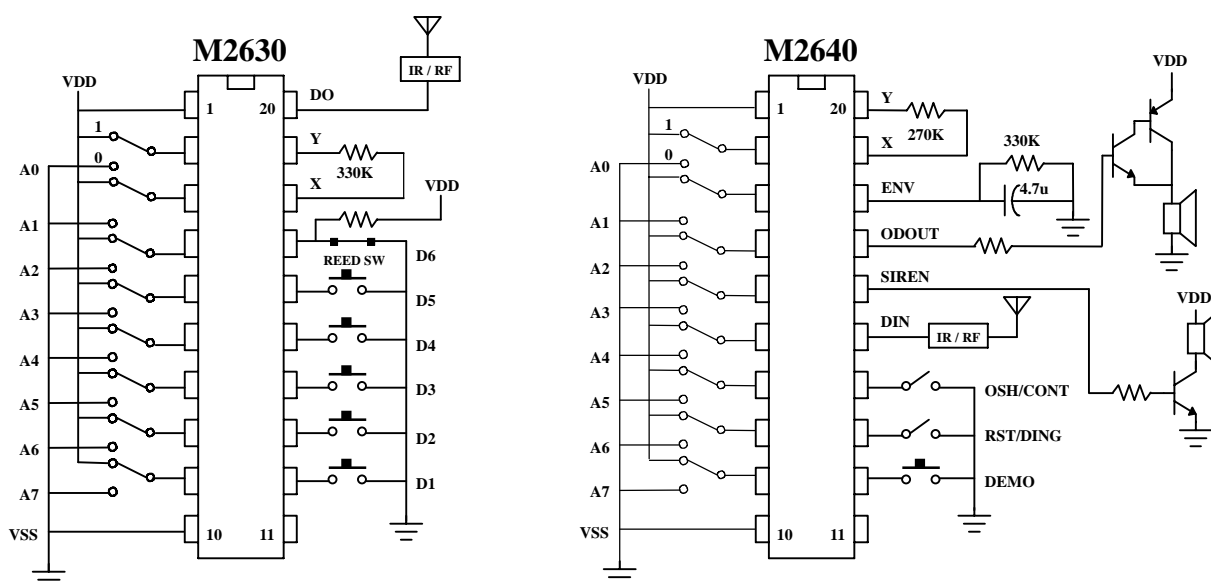 M2630
VDD
IR / RF
1
20
DO
1
Y
330K
0
A0
X
VDD
A1
REED SW
D6
A2
D5
A3
D4
A4
D3
A5
D2
A6
D1
A7
VSS
10
11
M2640
VDD
VDD
1
20
Y
270K
1
X
330K
0
A0
ENV
4.7u
A1
ODOUT
A2
SIREN
VDD
A3
DIN
IR / RF
A4
OSH/CONT
A5
RST/DING
A6
DEMO
A7
VSS
10
11